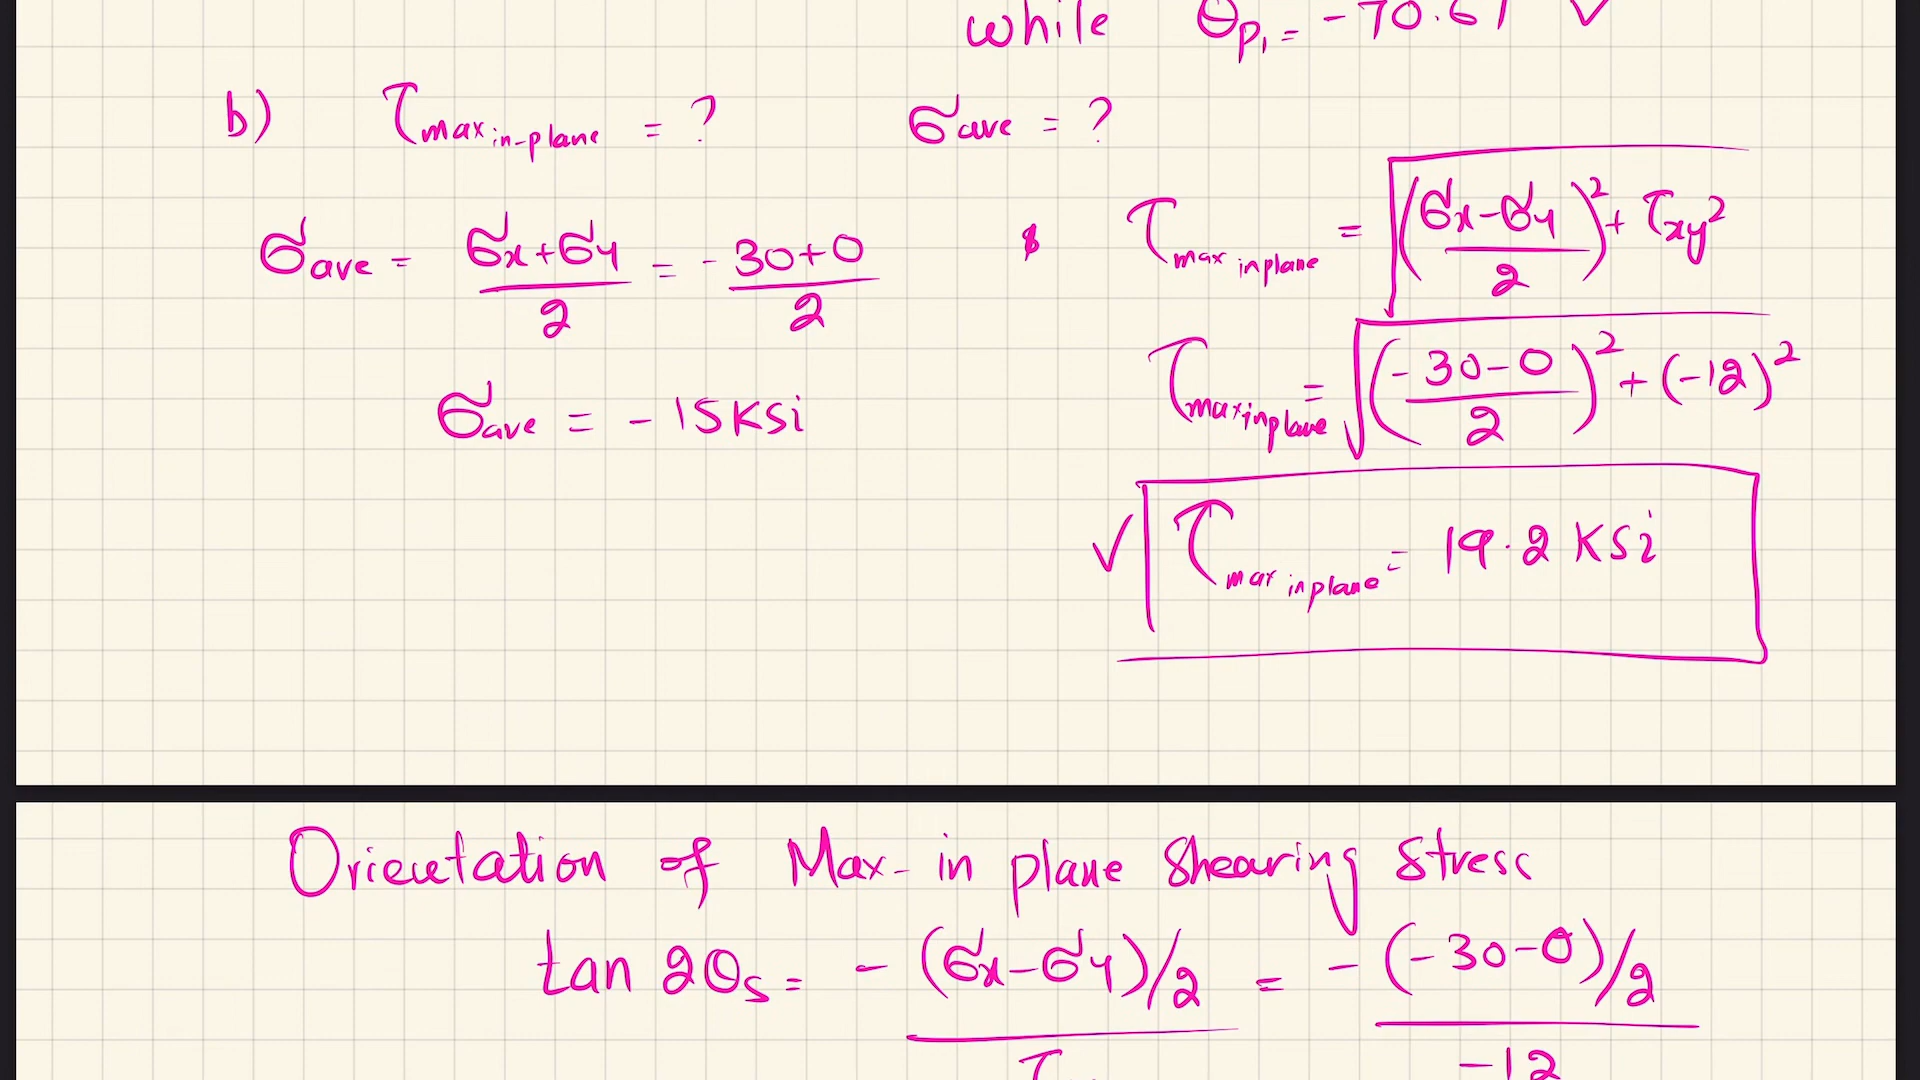 while θp₁ = -70.67 ✓
b) τmax in-plane = ? σave = ?
σave = σx+σy / 2 = -30+0 / 2 & τmax inplane = √((σx-σy / 2)² + τxy²)
σave = -15 KSi τmax inplane = √((-30-0 / 2)² + (-12)²)
✓ τmax inplane = 19.2 KSi
Orientation of Max- in plane Shearing Stress
tan 2θs = -(σx-σy)/2 = -(-30-0)/2
-12